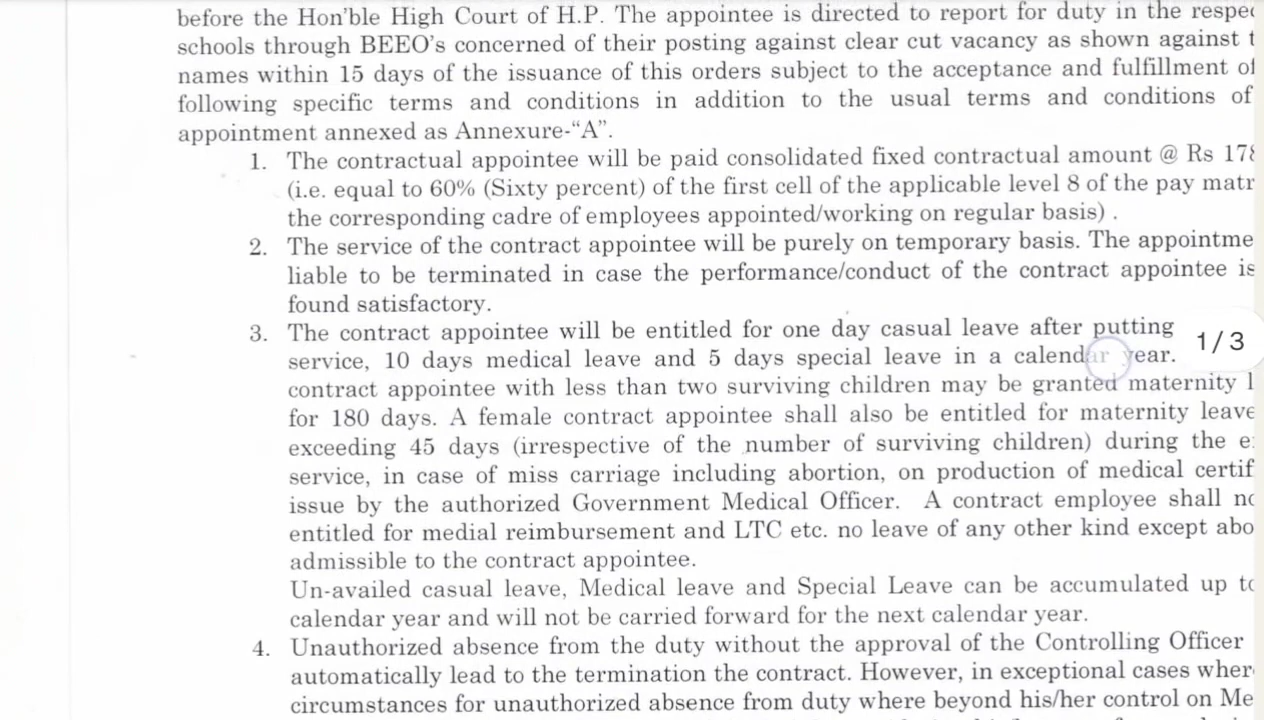 before the Hon'ble High Court of H.P. The appointee is directed to report for duty in the
schools through BEEO's concerned of their posting against clear cut vacancy as shown against
names within 15 days of the issuance of this orders subject to the acceptance and fulfillment
following specific terms and conditions in addition to the usual terms and conditions of
appointment annexed as Annexure-“A”.
1. The contractual appointee will be paid consolidated fixed contractual amount @ Rs
(i.e. equal to 60% (Sixty percent) of the first cell of the applicable level 8 of the pay
the corresponding cadre of employees appointed/working on regular basis) .
2. The service of the contract appointee will be purely on temporary basis. The
liable to be terminated in case the performance/conduct of the contract appointee is
found satisfactory.
3. The contract appointee will be entitled for one day casual leave after putting
1/3
service, 10 days medical leave and 5 days special leave in a calendar year.
contract appointee with less than two surviving children may be granted maternity
for 180 days. A female contract appointee shall also be entitled for maternity leave
exceeding 45 days (irrespective of the number of surviving children) during the
service, in case of miss carriage including abortion, on production of medical
issue by the authorized Government Medical Officer. A contract employee shall
entitled for medial reimbursement and LTC etc. no leave of any other kind except
admissible to the contract appointee.
Un-availed casual leave, Medical leave and Special Leave can be accumulated up
calendar year and will not be carried forward for the next calendar year.
4. Unauthorized absence from the duty without the approval of the Controlling Officer
automatically lead to the termination the contract. However, in exceptional cases
circumstances for unauthorized absence from duty where beyond his/her control on